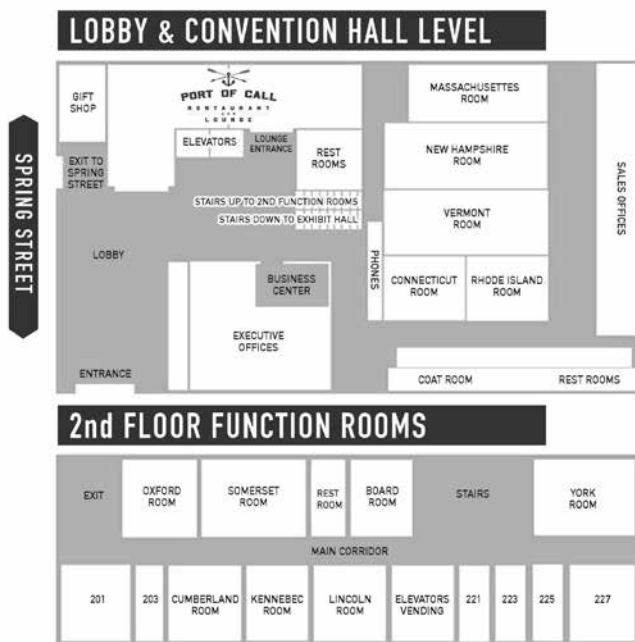 LOBBY & CONVENTION HALL LEVEL
GIFT
SHOP
PORT OF CALL
RESTAURANT
AND
LOUNGE
MASSACHUSETTES
ROOM
ELEVATORS
LOUNGE
ENTRANCE
REST
ROOMS
NEW HAMPSHIRE
ROOM
EXIT TO
SPRING
STREET
SPRING STREET
STAIRS UP TO 2ND FUNCTION ROOMS
STAIRS DOWN TO EXHIBIT HALL
VERMONT
ROOM
SALES OFFICES
LOBBY
PHONES
BUSINESS
CENTER
CONNECTICUT
ROOM
RHODE ISLAND
ROOM
EXECUTIVE
OFFICES
ENTRANCE
COAT ROOM
REST ROOMS
2nd FLOOR FUNCTION ROOMS
EXIT
OXFORD
ROOM
SOMERSET
ROOM
REST
ROOM
BOARD
ROOM
STAIRS
YORK
ROOM
MAIN CORRIDOR
201
203
CUMBERLAND
ROOM
KENNEBEC
ROOM
LINCOLN
ROOM
ELEVATORS
VENDING
221
223
225
227